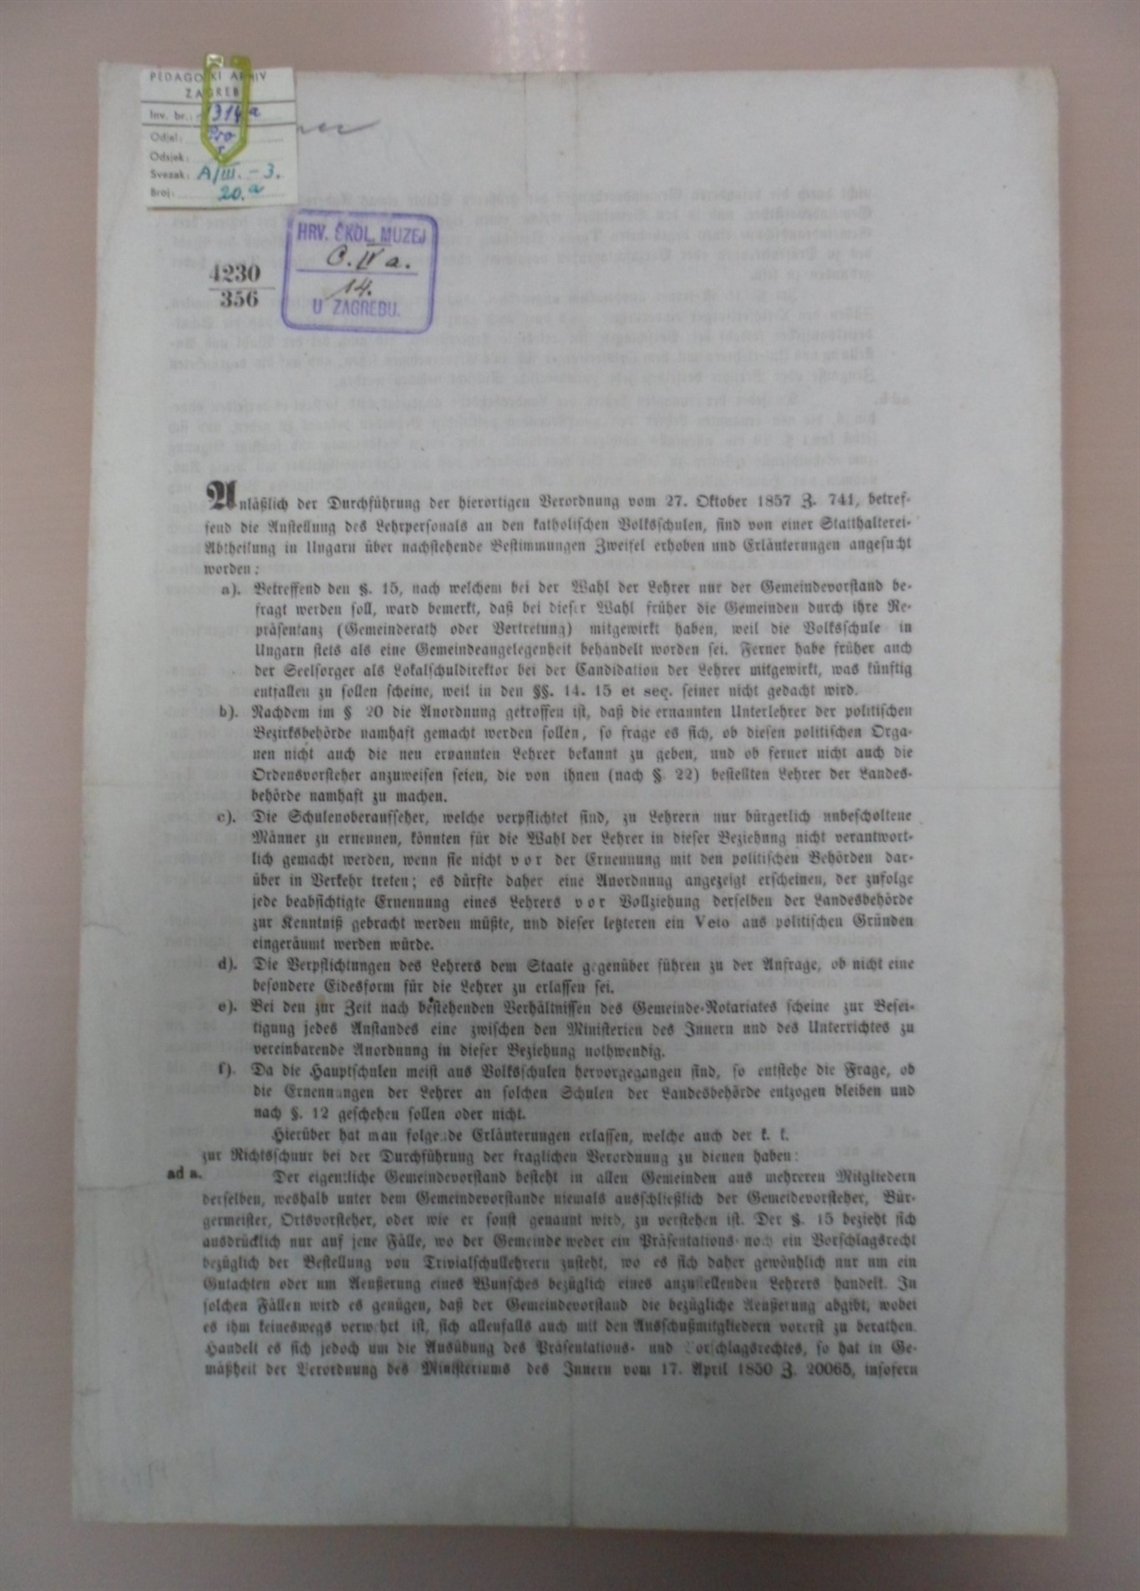 PEDAGOŠKI ARHIV
ZAGREB
Inv. br.: 1314a
Odjel:
Odsjek:
Svezak: A/III. - 3.
Broj: 20.a
HRV. ŠKOL. MUZEJ
C. IV a.
14.
U ZAGREBU.
4230
356
Anläßlich der Durchführung der hierortigen Verordnung vom 27. Oktober 1857 Z. 741, betref-
fend die Anstellung des Lehrpersonals an den katholischen Volksschulen, sind von einer Statthalterei-
Abtheilung in Ungarn über nachstehende Bestimmungen Zweifel erhoben und Erläuterungen angesucht
worden:
a). Betreffend den §. 15, nach welchem bei der Wahl der Lehrer nur der Gemeindevorstand be-
fragt werden soll, ward bemerkt, daß bei dieser Wahl früher die Gemeinden durch ihre Re-
präsentanz (Gemeinderath oder Vertretung) mitgewirkt haben, weil die Volksschule in
Ungarn stets als eine Gemeindeangelegenheit behandelt worden sei. Ferner habe früher auch
der Seelsorger als Lokalschuldirektor bei der Candidation der Lehrer mitgewirkt, was künftig
entfallen zu sollen scheine, weil in den §§. 14. 15 et seq. seiner nicht gedacht wird.
b). Nachdem im § 20 die Anordnung getroffen ist, daß die ernannten Unterlehrer der politischen
Bezirksbehörde namhaft gemacht werden sollen, so frage es sich, ob diesen politischen Orga-
nen nicht auch die neu ernannten Lehrer bekannt zu geben, und ob ferner nicht auch die
Ordensvorsteher anzuweisen seien, die von ihnen (nach § 22) bestellten Lehrer der Landes-
behörde namhaft zu machen.
c). Die Schulenoberaufseher, welche verpflichtet sind, zu Lehrern nur bürgerlich unbescholtene
Männer zu ernennen, könnten für die Wahl der Lehrer in dieser Beziehung nicht verantwort-
lich gemacht werden, wenn sie nicht vor der Ernennung mit den politischen Behörden dar-
über in Verkehr treten; es dürfte daher eine Anordnung angezeigt erscheinen, der zufolge
jede beabsichtigte Ernennung eines Lehrers vor Vollziehung derselben der Landesbehörde
zur Kenntniß gebracht werden müßte, und dieser letzteren ein Veto aus politischen Gründen
eingeräumt werden würde.
d). Die Verpflichtungen des Lehrers dem Staate gegenüber führen zu der Anfrage, ob nicht eine
besondere Eidesform für die Lehrer zu erlassen sei.
e). Bei den zur Zeit nach bestehenden Verhältnissen des Gemeinde-Notariates scheine zur Besei-
tigung jedes Anstandes eine zwischen den Ministerien des Innern und des Unterrichtes zu
vereinbarende Anordnung in dieser Beziehung nothwendig.
f). Da die Hauptschulen meist aus Volksschulen hervorgegangen sind, so entstehe die Frage, ob
die Ernennungen der Lehrer an solchen Schulen der Landesbehörde entzogen bleiben und
nach §. 12 geschehen sollen oder nicht.
Hierüber hat man folgende Erläuterungen erlassen, welche auch der k. k.
zur Richtschnur bei der Durchführung der fraglichen Verordnung zu dienen haben:
ad a. Der eigentliche Gemeindevorstand besteht in allen Gemeinden aus mehreren Mitgliedern
derselben, weshalb unter dem Gemeindevorstande niemals ausschließlich der Gemeidevorsteher, Bür-
germeister, Ortsvorsteher, oder wie er sonst genannt wird, zu verstehen ist. Der §. 15 bezieht sich
ausdrücklich nur auf jene Fälle, wo der Gemeinde weder ein Präsentations- noch ein Vorschlagsrecht
bezüglich der Bestellung von Trivialschullehrern zusteht, wo es sich daher gewöhnlich nur um ein
Gutachten oder um Aeußerung eines Wunsches bezüglich eines anzustellenden Lehrers handelt. In
solchen Fällen wird es genügen, daß der Gemeindevorstand die bezügliche Aeußerung abgibt, wobei
es ihm keineswegs verwehrt ist, sich allenfalls auch mit den Ausschußmitgliedern vorerst zu berathen.
Handelt es sich jedoch um die Ausübung des Präsentations- und Vorschlagsrechtes, so hat in Ge-
mäßheit der Verordnung des Ministeriums des Innern vom 17. April 1850 Z. 20065, insofern